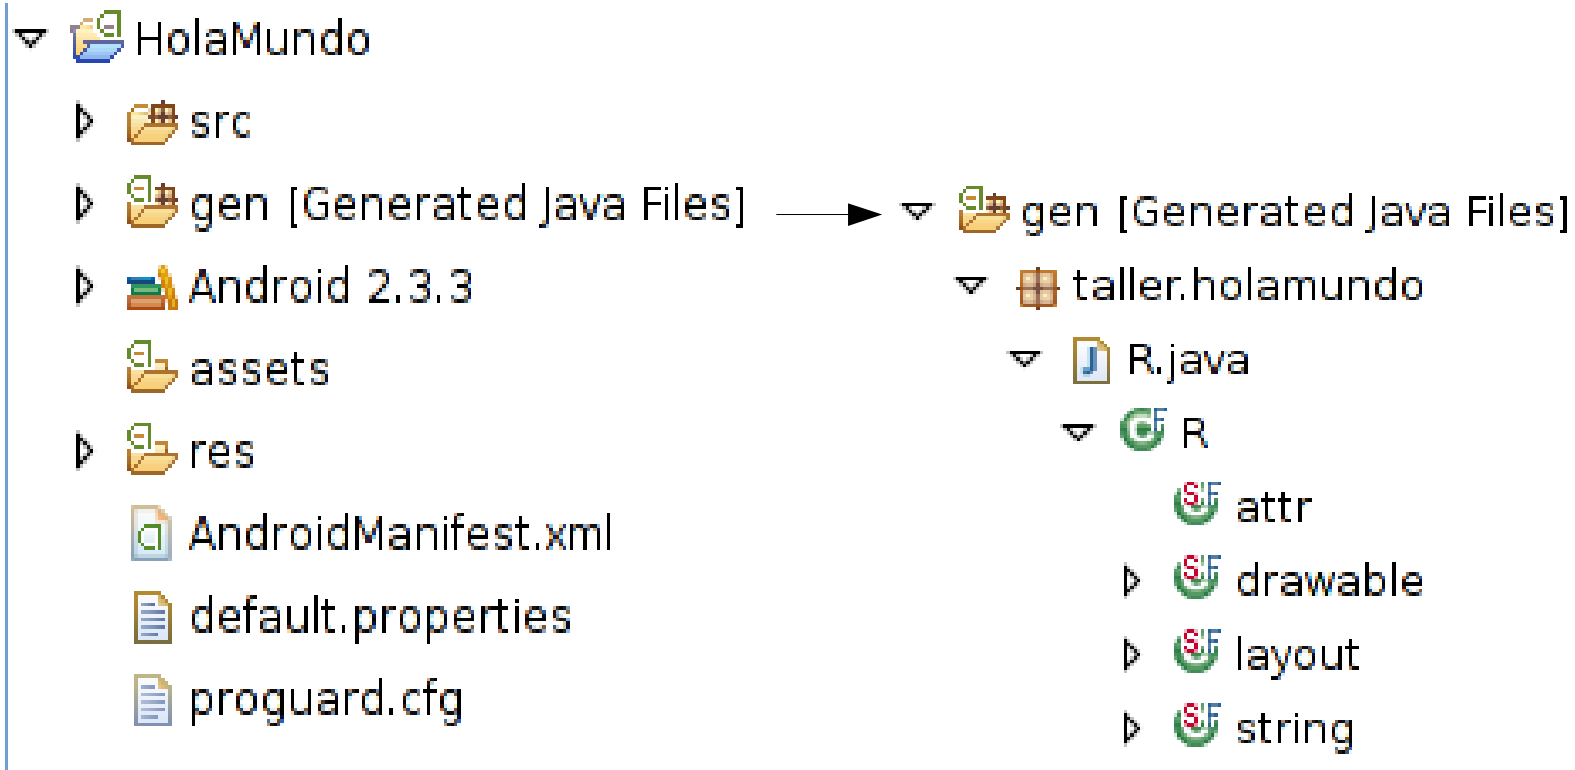 HolaMundo
src
gen [Generated Java Files]
Android 2.3.3
assets
res
AndroidManifest.xml
default.properties
proguard.cfg
gen [Generated Java Files]
taller.holamundo
R.java
R
attr
drawable
layout
string